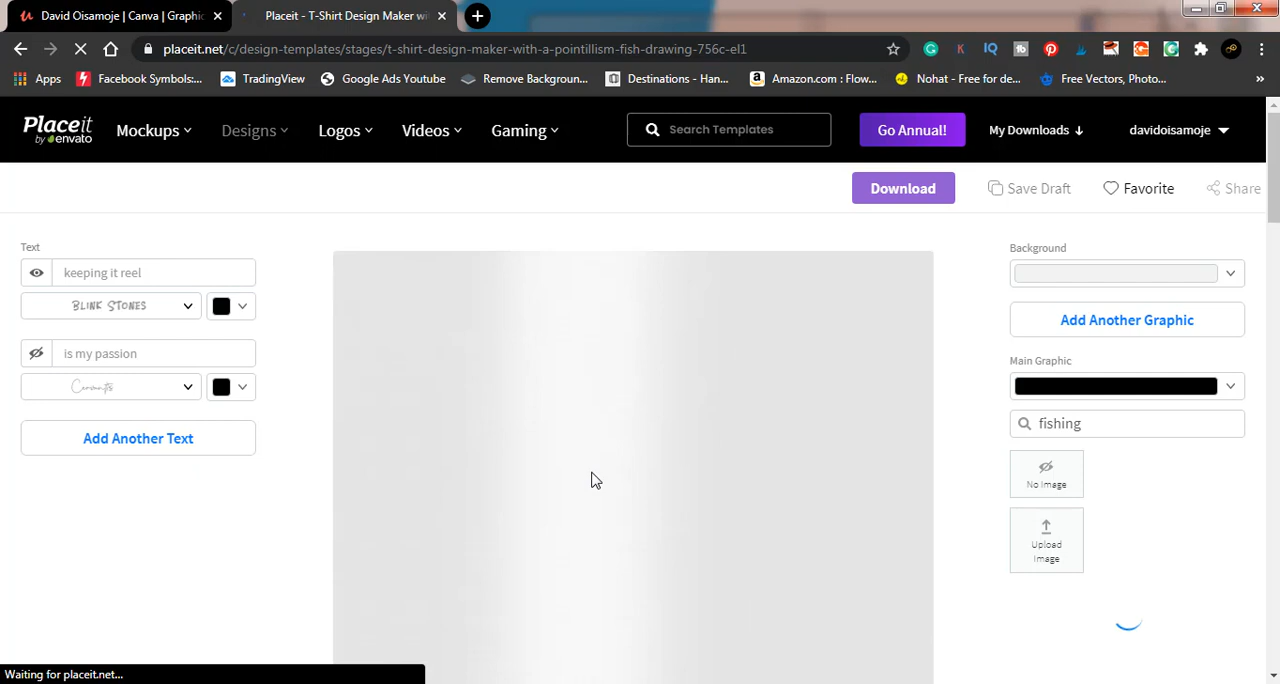 David Oisamoje | Canva | Graphic
Placeit - T-Shirt Design Maker wi
placeit.net/c/design-templates/stages/t-shirt-design-maker-with-a-pointillism-fish-drawing-756c-el1
Apps
Facebook Symbols:...
TradingView
Google Ads Youtube
Remove Backgroun...
Destinations - Han...
Amazon.com : Flow...
Nohat - Free for de...
Free Vectors, Photo...
»
Placeit
by envato
Mockups
Designs
Logos
Videos
Gaming
Search Templates
Go Annual!
My Downloads
davidoisamoje
Download
Save Draft
Favorite
Share
Text
keeping it reel
BLINK STONES
is my passion
Add Another Text
Background
Add Another Graphic
Main Graphic
fishing
No Image
Upload
Image
Waiting for placeit.net...